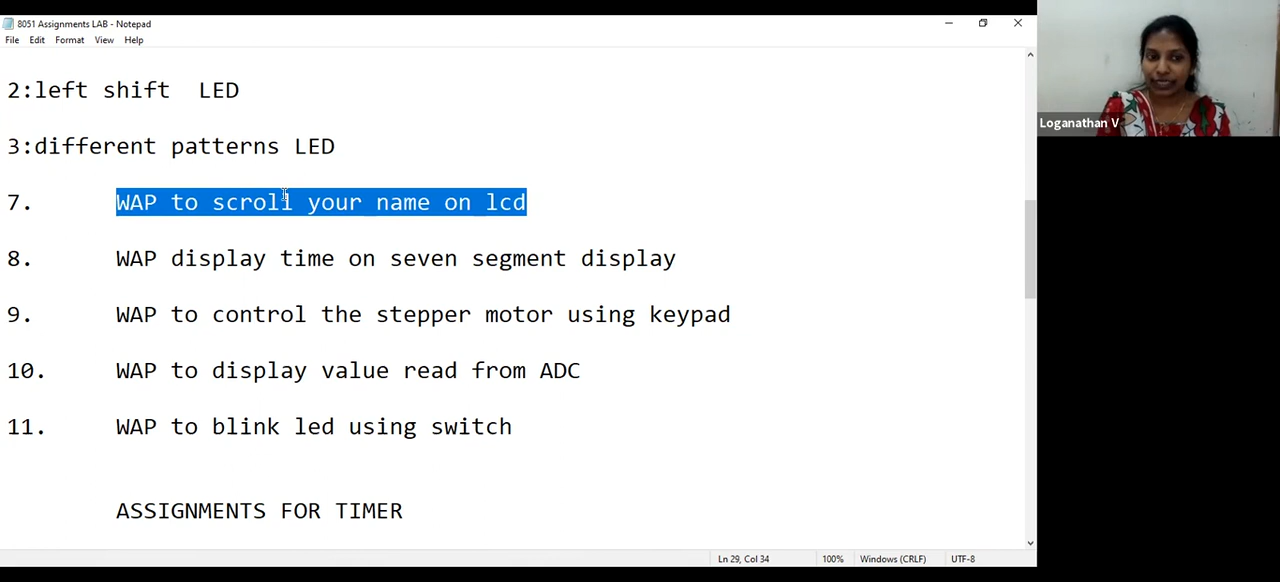 8051 Assignments LAB - Notepad
File Edit Format View Help
2:left shift  LED
3:different patterns LED
7. WAP to scroll your name on lcd
8. WAP display time on seven segment display
9. WAP to control the stepper motor using keypad
10. WAP to display value read from ADC
11. WAP to blink led using switch
ASSIGNMENTS FOR TIMER
Ln 29, Col 34 100% Windows (CRLF) UTF-8
Loganathan V